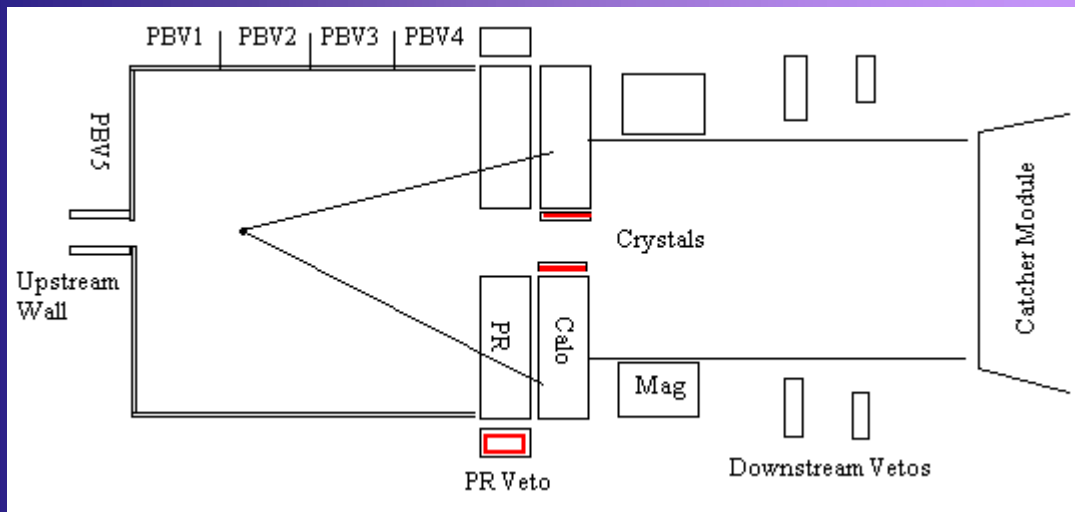 PBV1 PBV2 PBV3 PBV4
PBV5
Crystals
Upstream
Wall
PR
Calo
Catcher Module
Mag
PR Veto
Downstream Vetos